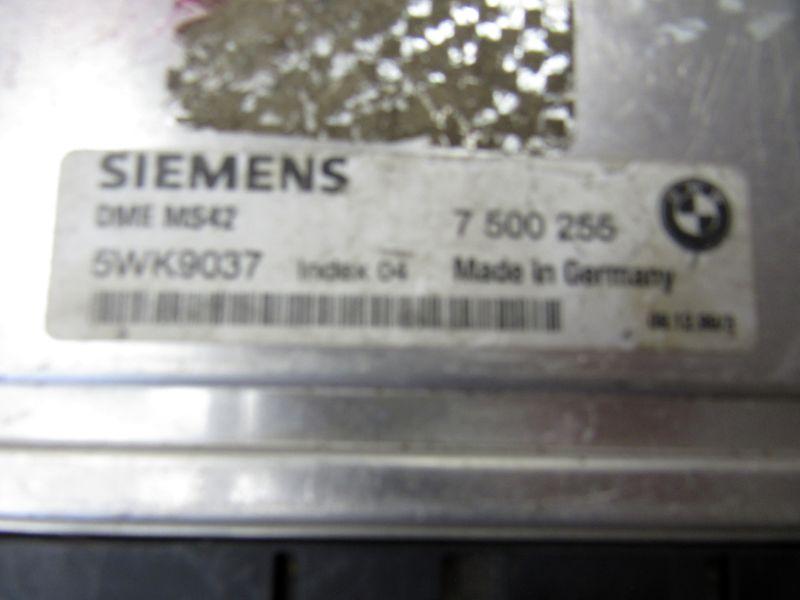 SIEMENS
DME MS42 7 500 255
5WK9037 Index 04 Made in Germany